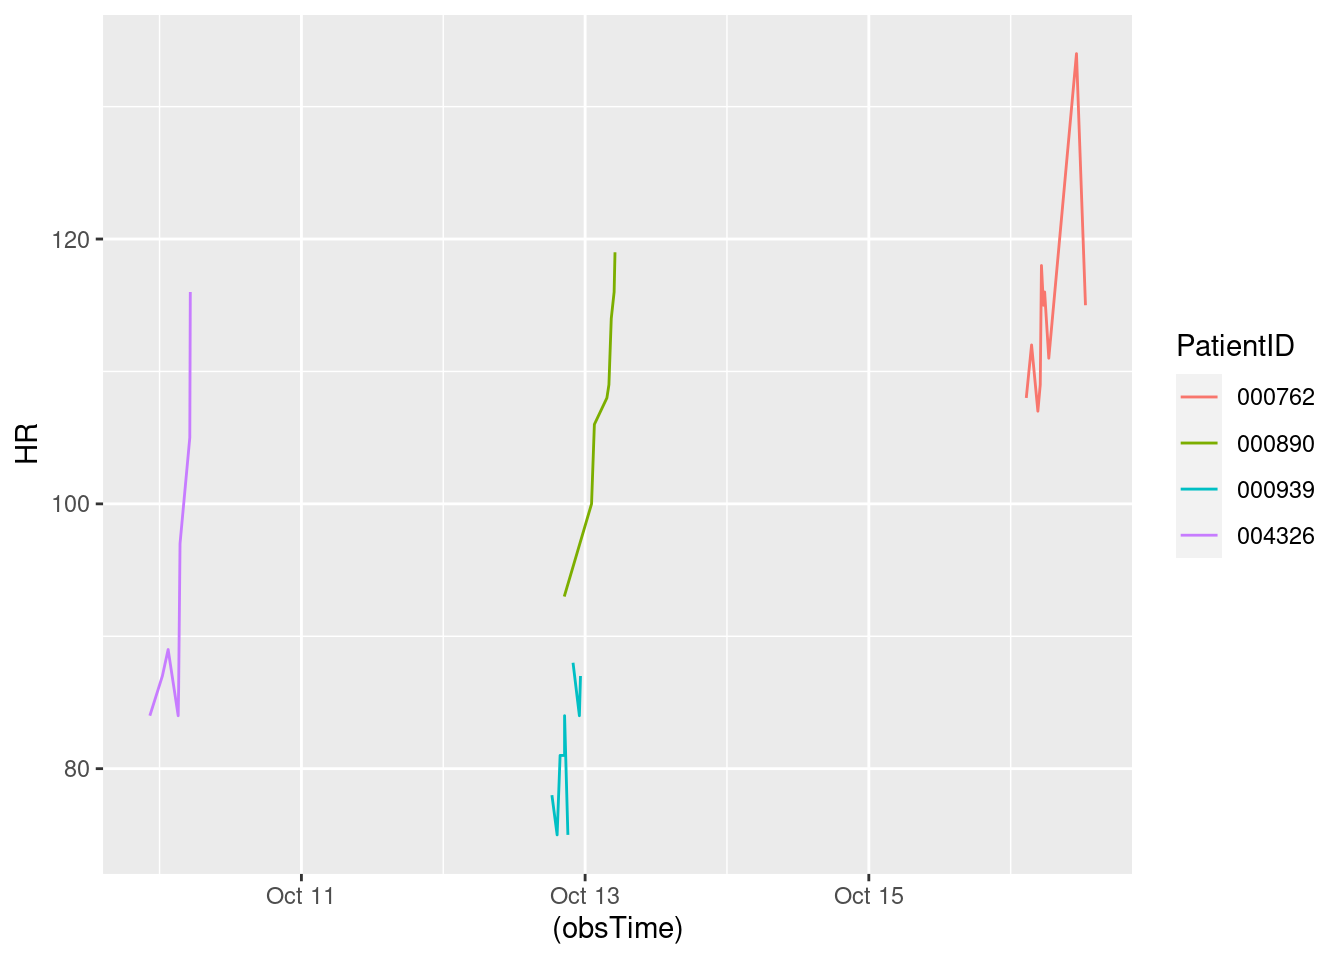 HR
120
100
80
Oct 11
Oct 13
Oct 15
(obsTime)
PatientID
000762
000890
000939
004326